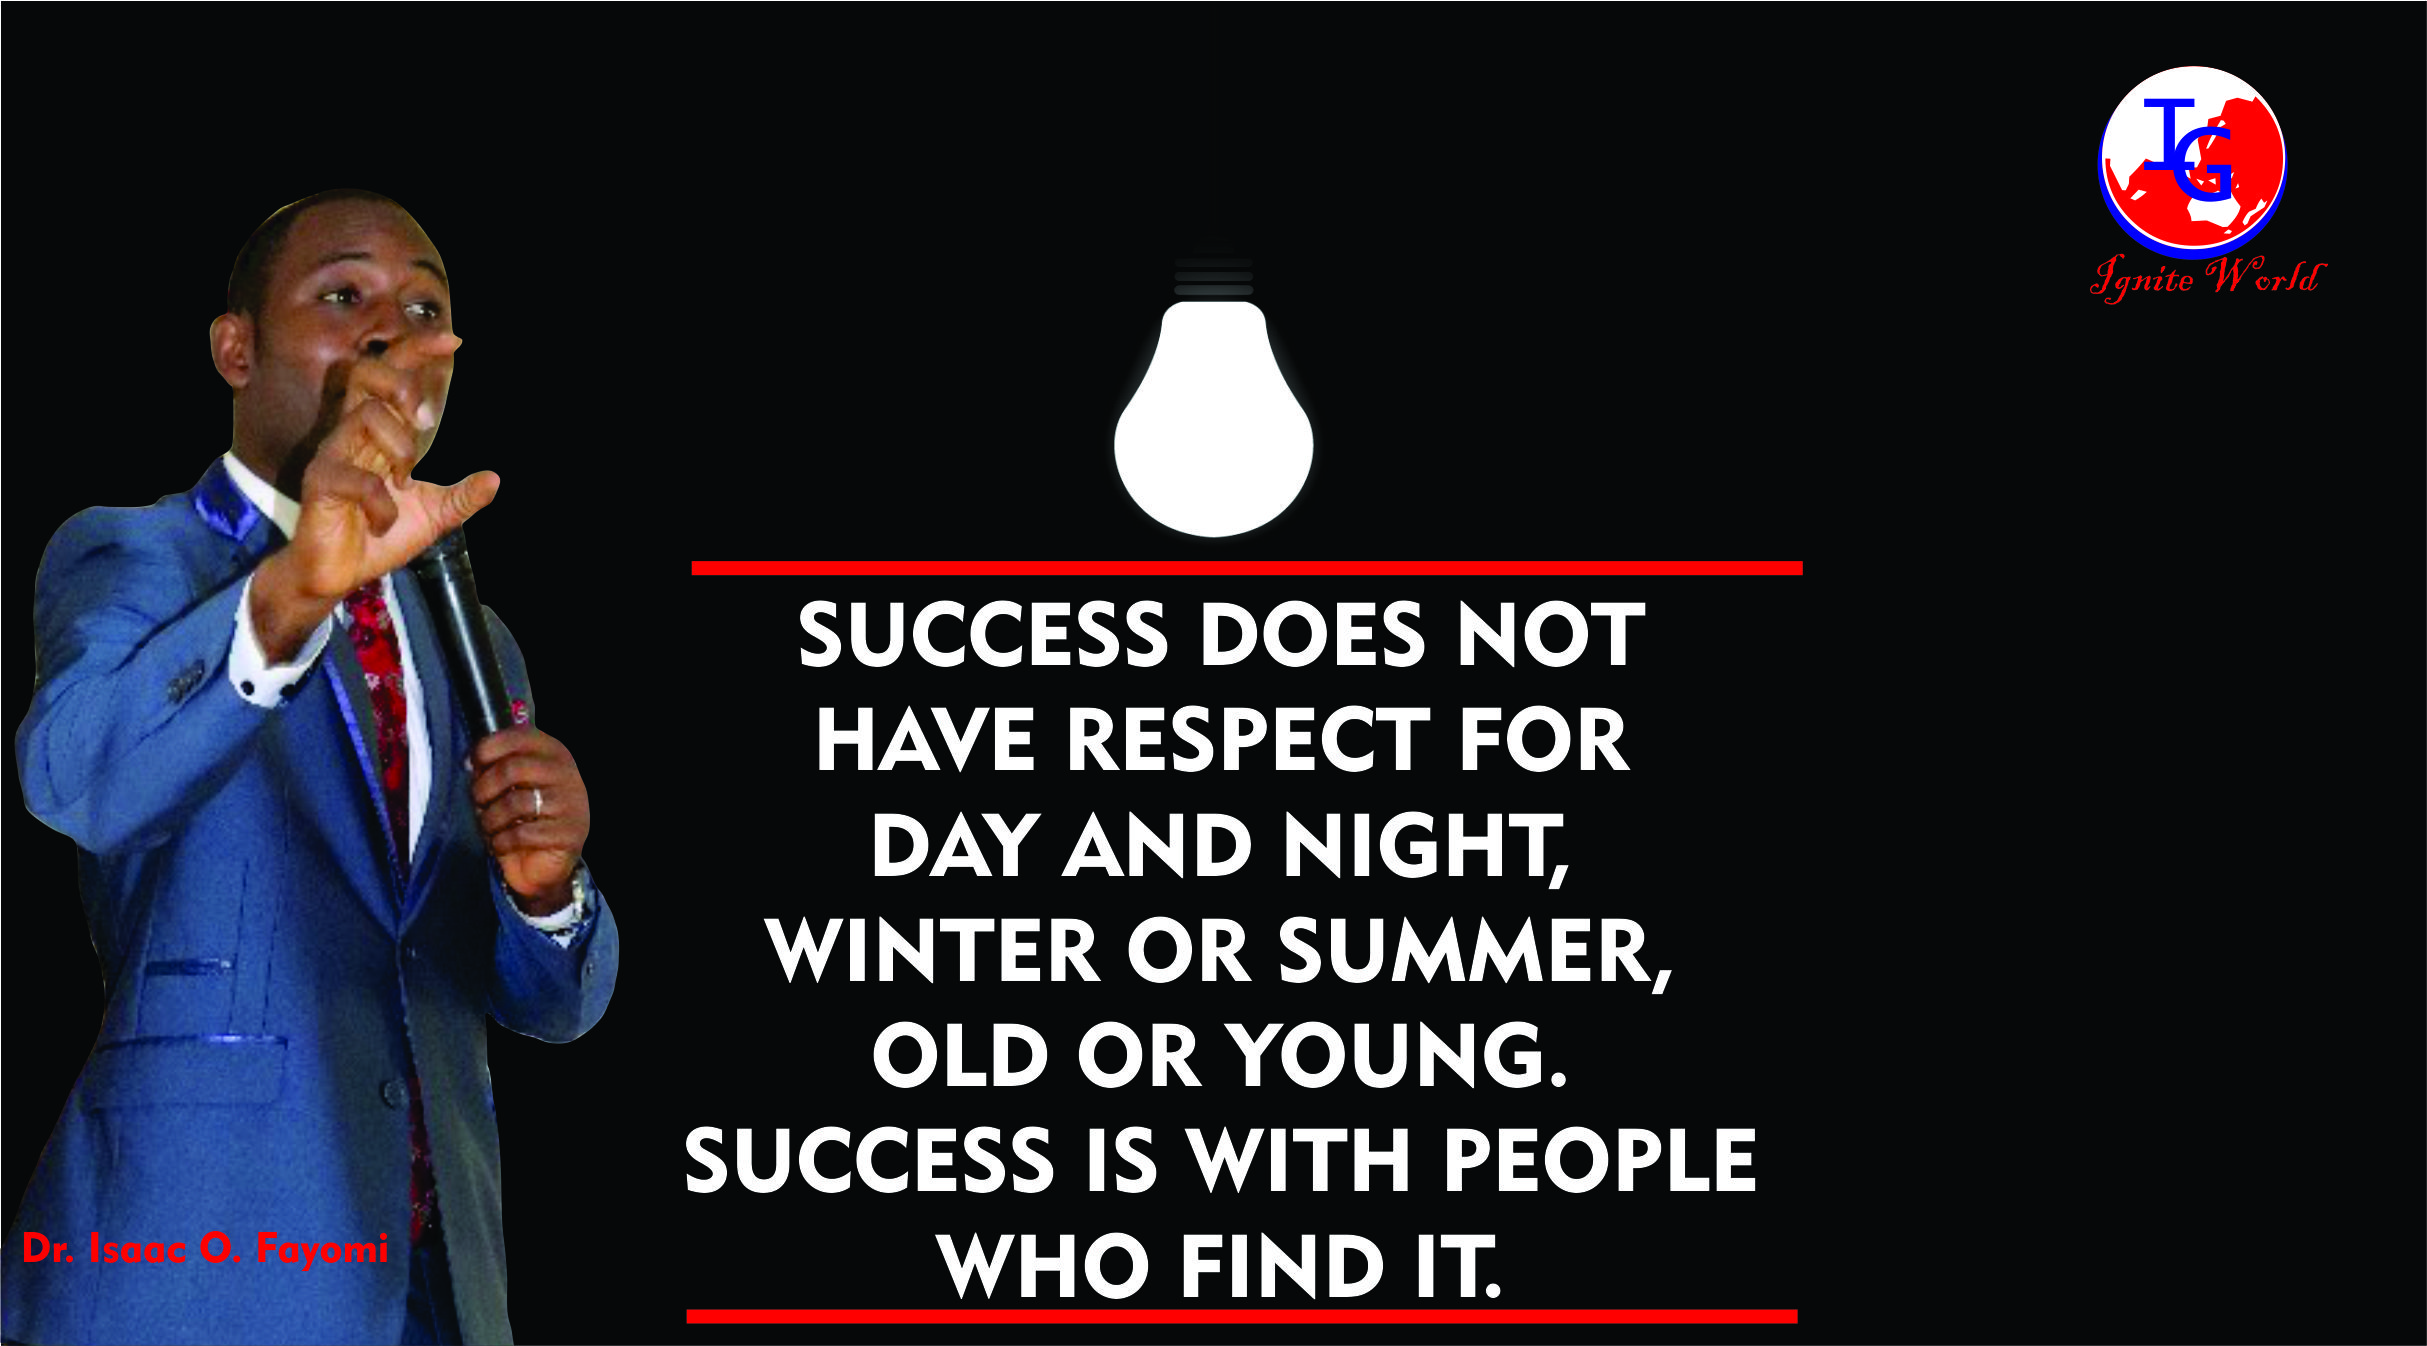 IG
Ignite World
SUCCESS DOES NOT
HAVE RESPECT FOR
DAY AND NIGHT,
WINTER OR SUMMER,
OLD OR YOUNG.
SUCCESS IS WITH PEOPLE
WHO FIND IT.
Dr. Isaac O. Fayomi